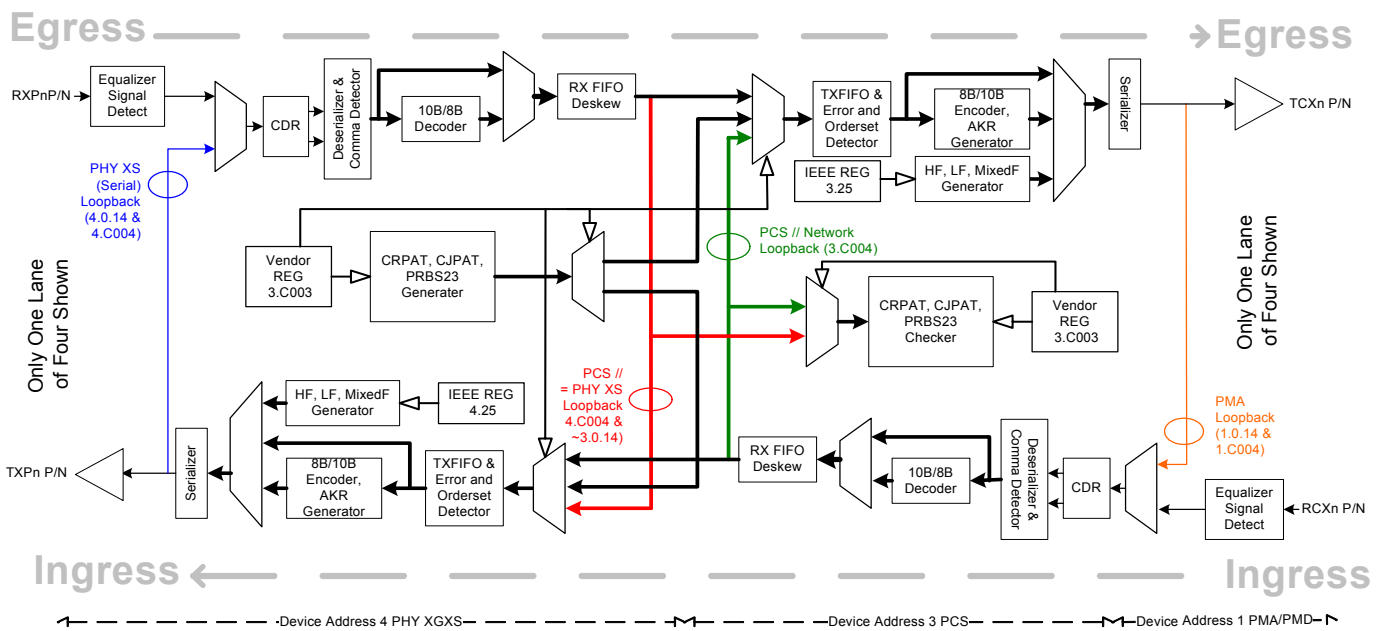 Egress
Egress
RXPnP/N
Equalizer
Signal
Detect
CDR
Deserializer &
Comma Detector
10B/8B
Decoder
RX FIFO
Deskew
TXFIFO &
Error and
Orderset
Detector
8B/10B
Encoder,
AKR
Generator
IEEE REG
3.25
HF, LF, MixedF
Generator
Serializer
TCXn P/N
PHY XS
(Serial)
Loopback
(4.0.14 &
4.C004)
Only One Lane
of Four Shown
Vendor
REG
3.C003
CRPAT, CJPAT,
PRBS23
Generater
PCS // Network
Loopback (3.C004)
CRPAT, CJPAT,
PRBS23
Checker
Vendor
REG
3.C003
Only One Lane
of Four Shown
PCS //
= PHY XS
Loopback
4.C004 &
~3.0.14)
PMA
Loopback
(1.0.14 &
1.C004)
HF, LF, MixedF
Generator
IEEE REG
4.25
TXPn P/N
Serializer
8B/10B
Encoder,
AKR
Generator
TXFIFO &
Error and
Orderset
Detector
RX FIFO
Deskew
10B/8B
Decoder
Deserializer &
Comma Detector
CDR
Equalizer
Signal
Detect
RCXn P/N
Ingress
Ingress
Device Address 4 PHY XGXS
Device Address 3 PCS
Device Address 1 PMA/PMD